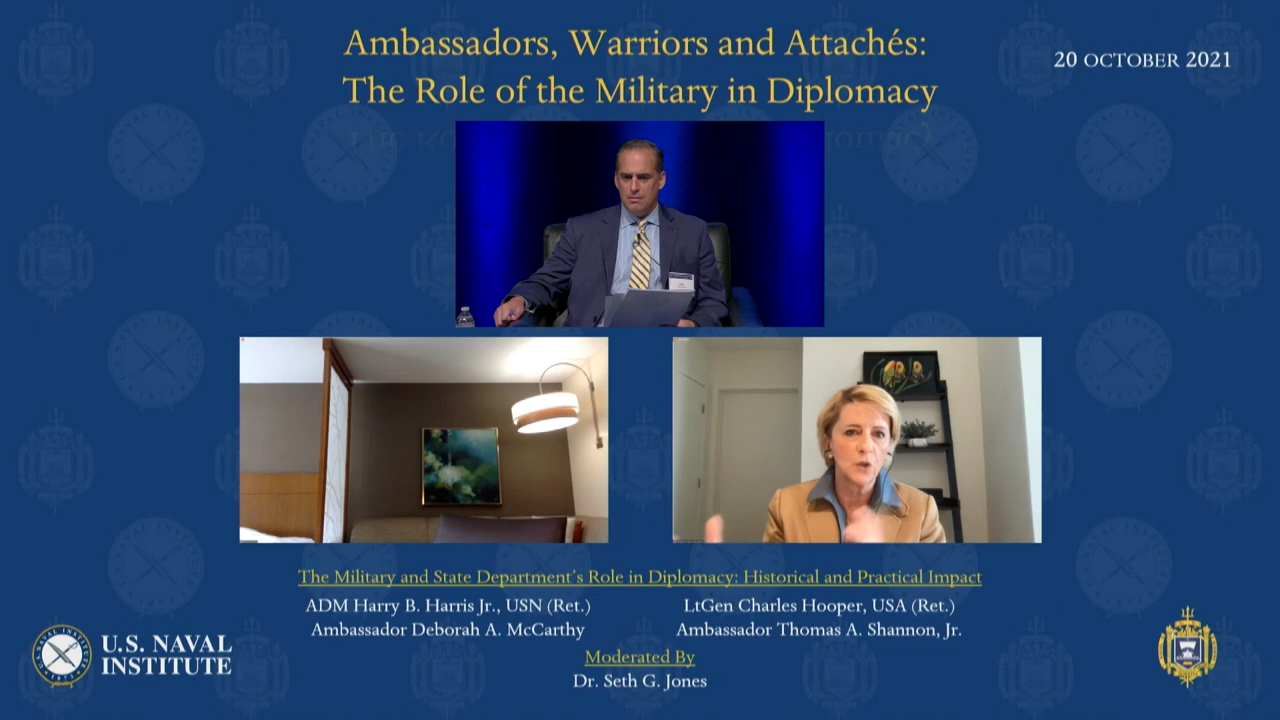 Ambassadors, Warriors and Attachés:
The Role of the Military in Diplomacy
20 OCTOBER 2021
The Military and State Department's Role in Diplomacy: Historical and Practical Impact
ADM Harry B. Harris Jr., USN (Ret.)
LtGen Charles Hooper, USA (Ret.)
Ambassador Deborah A. McCarthy
Ambassador Thomas A. Shannon, Jr.
Moderated By
Dr. Seth G. Jones
U.S. NAVAL
INSTITUTE